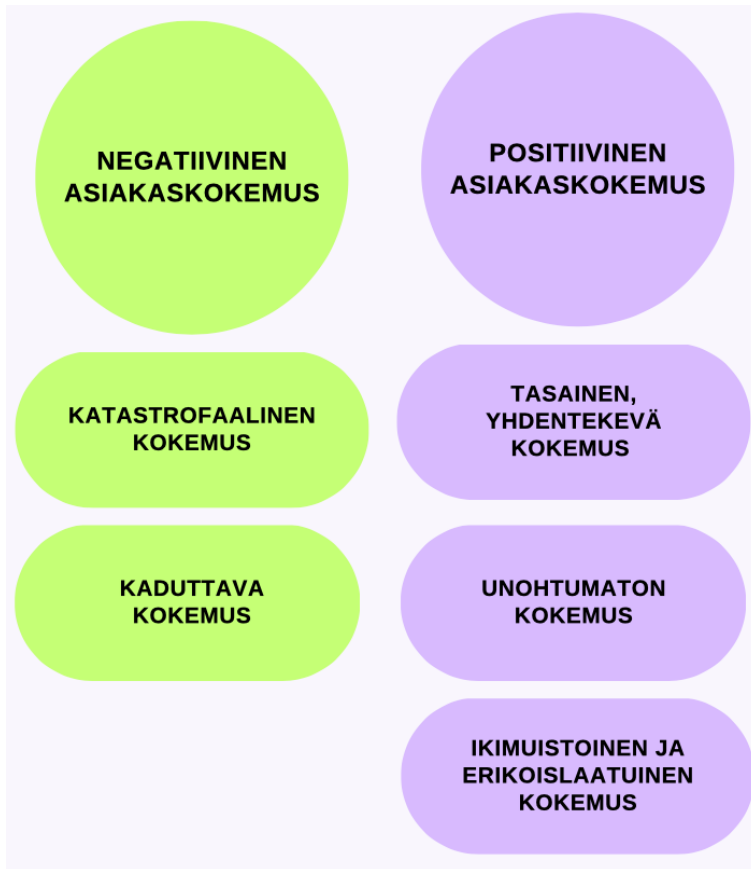 NEGATIIVINEN
ASIAKASKOKEMUS
KATASTROFAALINEN
KOKEMUS
KADUTTAVA
KOKEMUS
POSITIIVINEN
ASIAKASKOKEMUS
TASAINEN,
YHDENTEKEVÄ
KOKEMUS
UNOHTUMATON
KOKEMUS
IKIMUISTOINEN JA
ERIKOISLAATUINEN
KOKEMUS